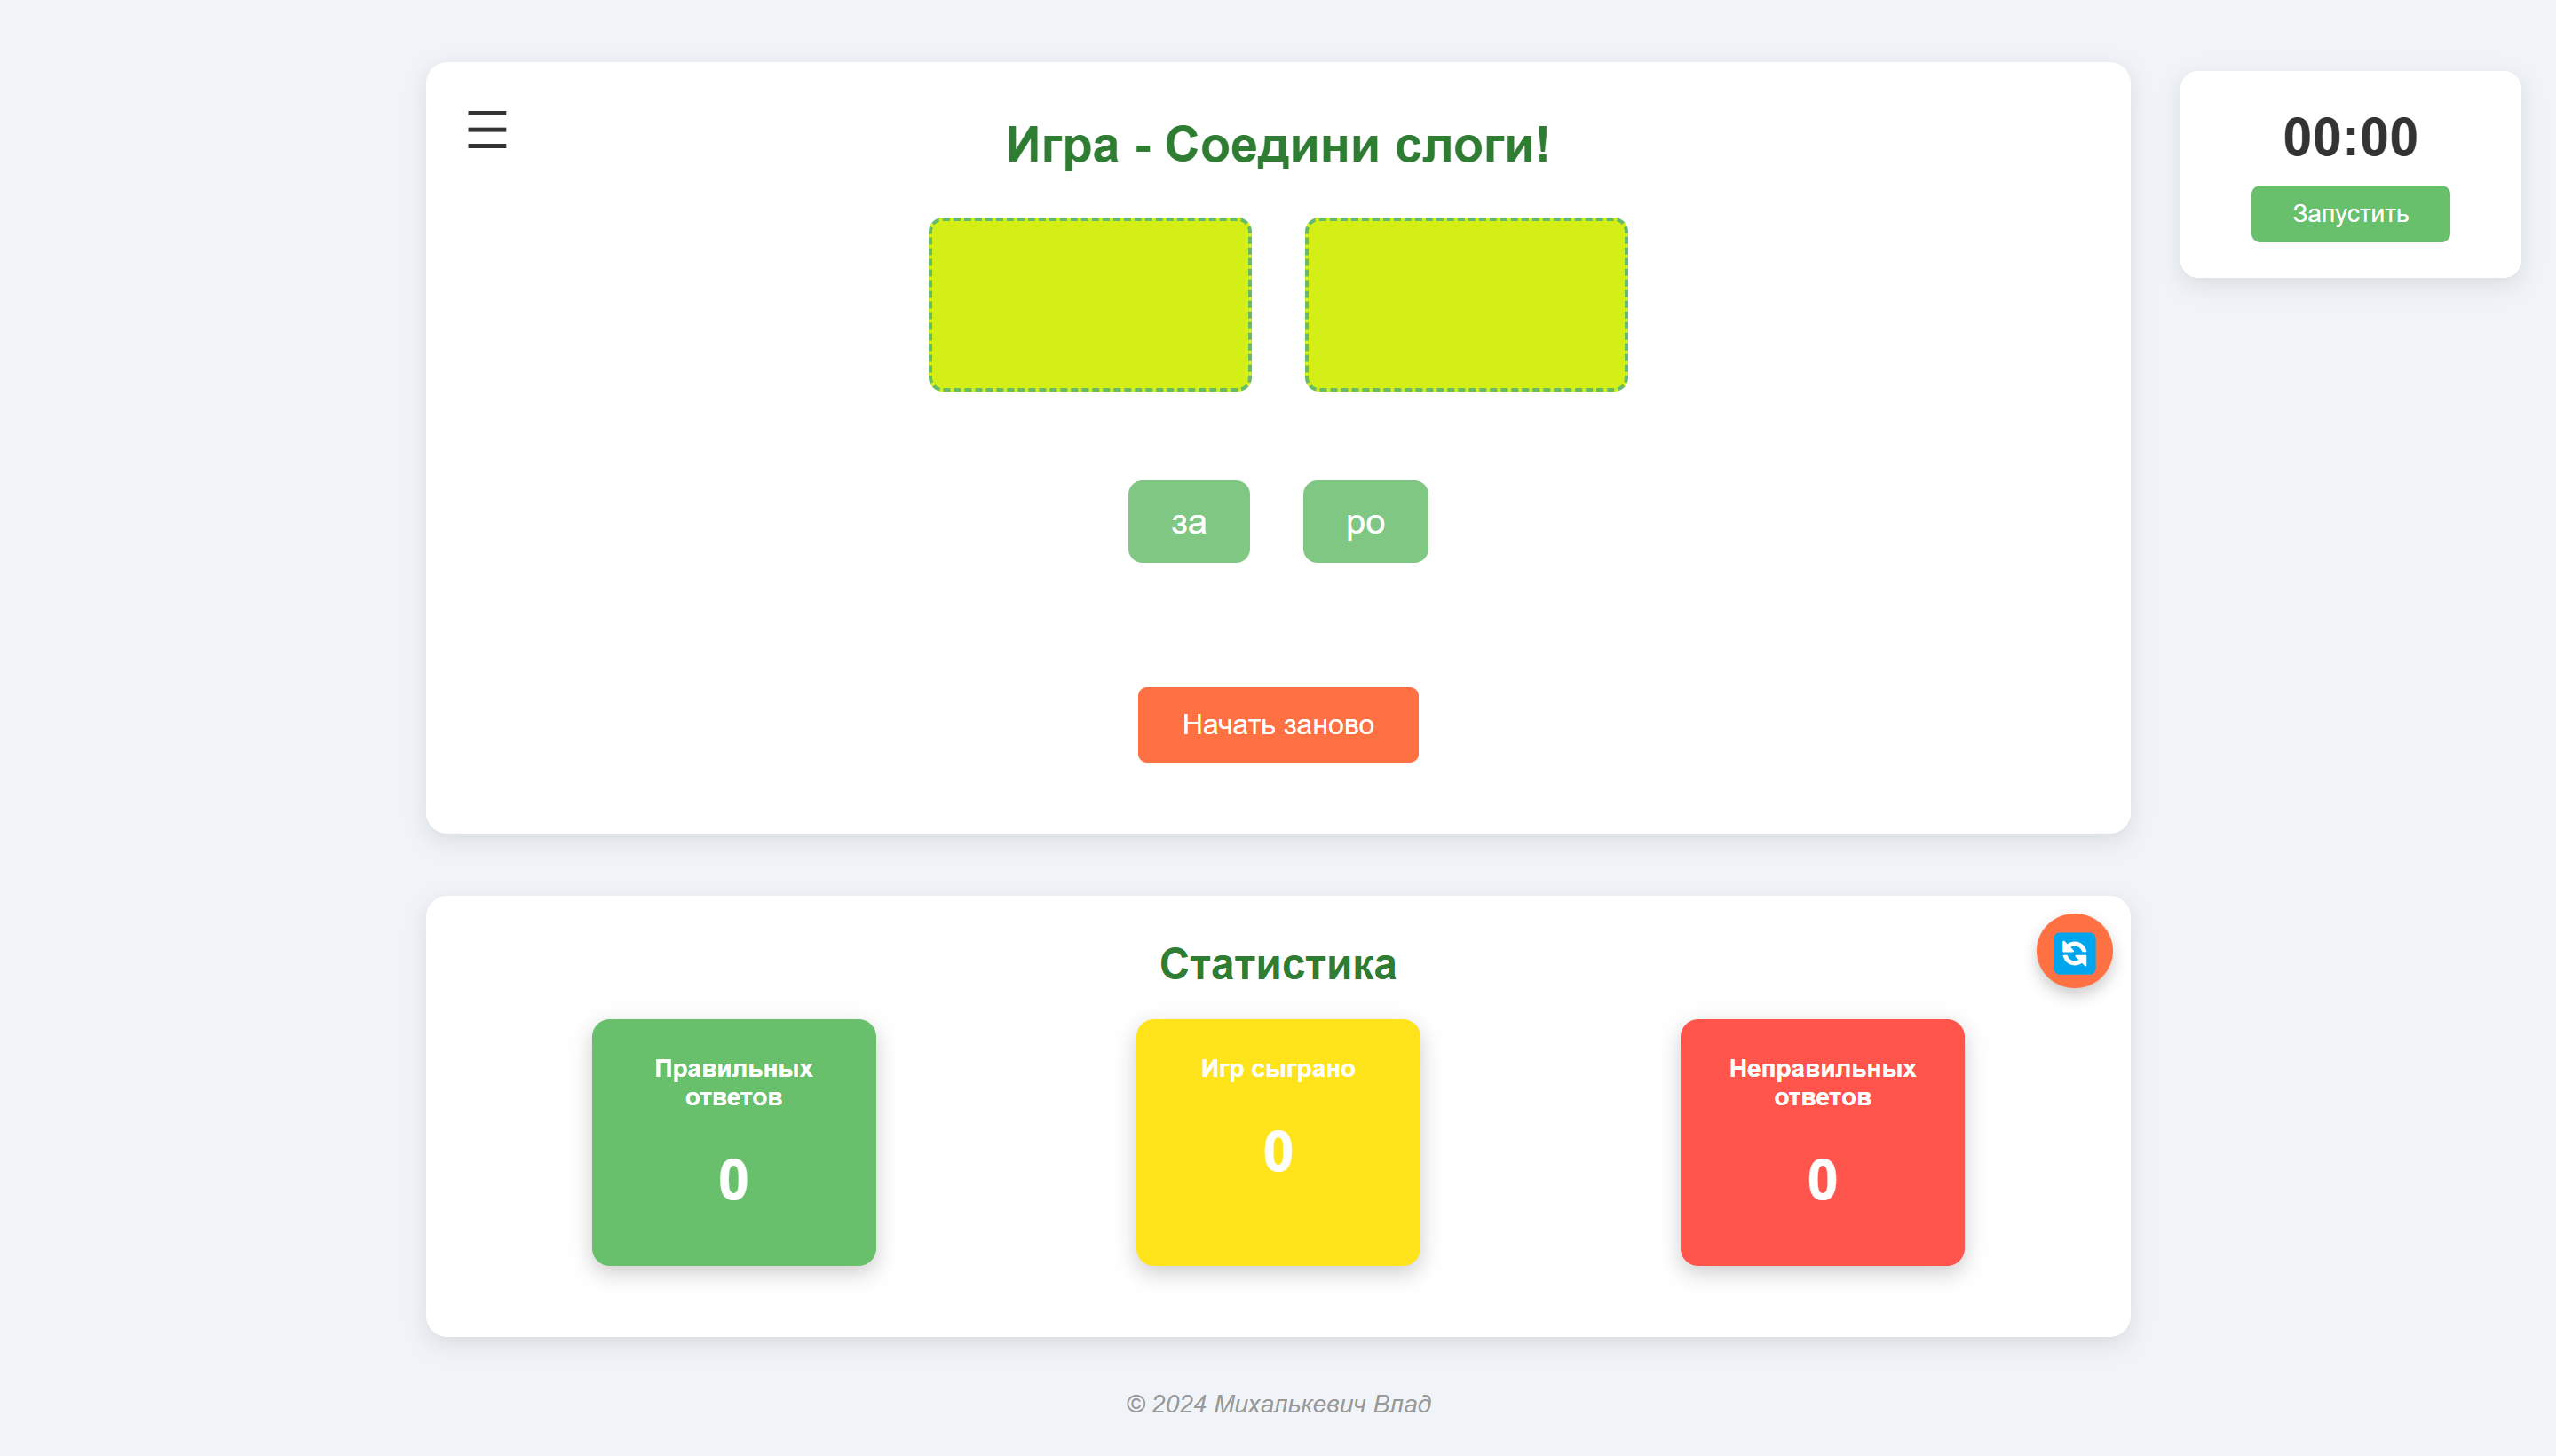 Игра - Соедини слоги!
00:00
Запустить
за
ро
Начать заново
Статистика
Правильных
ответов
0
Игр сыграно
0
Неправильных
ответов
0
© 2024 Михалькевич Влад